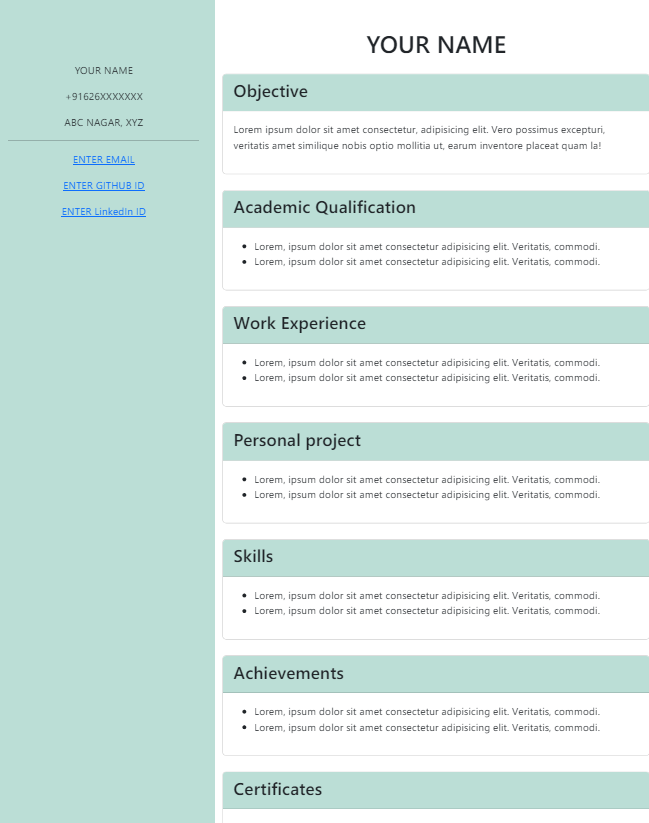 YOUR NAME
+91626XXXXXXX
ABC NAGAR, XYZ
ENTER EMAIL
ENTER GITHUB ID
ENTER LinkedIn ID
YOUR NAME
Objective
Lorem ipsum dolor sit amet consectetur, adipisicing elit. Vero possimus excepturi,
veritatis amet similique nobis optio mollitia ut, earum inventore placeat quam la!
Academic Qualification
• Lorem, ipsum dolor sit amet consectetur adipisicing elit. Veritatis, commodi.
• Lorem, ipsum dolor sit amet consectetur adipisicing elit. Veritatis, commodi.
Work Experience
• Lorem, ipsum dolor sit amet consectetur adipisicing elit. Veritatis, commodi.
• Lorem, ipsum dolor sit amet consectetur adipisicing elit. Veritatis, commodi.
Personal project
• Lorem, ipsum dolor sit amet consectetur adipisicing elit. Veritatis, commodi.
• Lorem, ipsum dolor sit amet consectetur adipisicing elit. Veritatis, commodi.
Skills
• Lorem, ipsum dolor sit amet consectetur adipisicing elit. Veritatis, commodi.
• Lorem, ipsum dolor sit amet consectetur adipisicing elit. Veritatis, commodi.
Achievements
• Lorem, ipsum dolor sit amet consectetur adipisicing elit. Veritatis, commodi.
• Lorem, ipsum dolor sit amet consectetur adipisicing elit. Veritatis, commodi.
Certificates